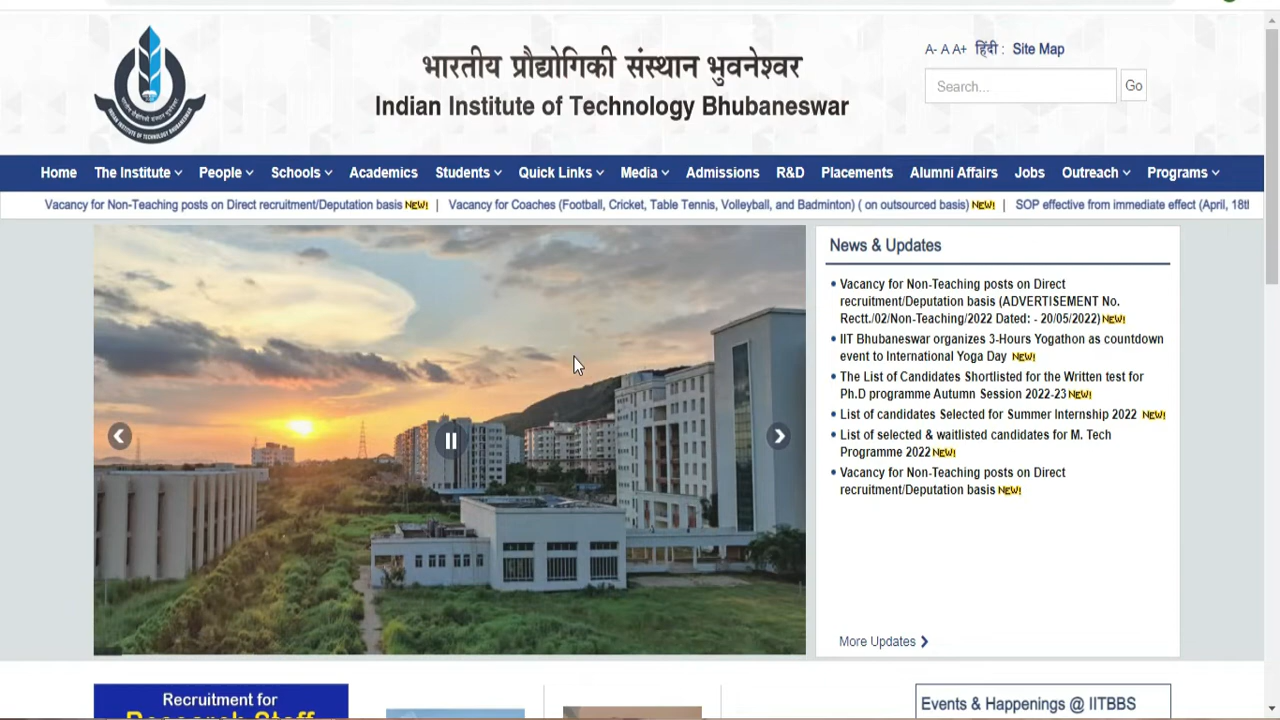 भारतीय प्रौद्योगिकी संस्थान भुवनेश्वर
Indian Institute of Technology Bhubaneswar
A- A A+ हिंदी : Site Map
Search...
Go
Home The Institute People Schools Academics Students Quick Links Media Admissions R&D Placements Alumni Affairs Jobs Outreach Programs
Vacancy for Non-Teaching posts on Direct recruitment/Deputation basis NEW! | Vacancy for Coaches (Football, Cricket, Table Tennis, Volleyball, and Badminton) ( on outsourced basis) NEW! | SOP effective from immediate effect (April, 18th
News & Updates
Vacancy for Non-Teaching posts on Direct
recruitment/Deputation basis (ADVERTISEMENT No.
Rectt./02/Non-Teaching/2022 Dated: - 20/05/2022) NEW!
IIT Bhubaneswar organizes 3-Hours Yogathon as countdown
event to International Yoga Day NEW!
The List of Candidates Shortlisted for the Written test for
Ph.D programme Autumn Session 2022-23 NEW!
List of candidates Selected for Summer Internship 2022 NEW!
List of selected & waitlisted candidates for M. Tech
Programme 2022 NEW!
Vacancy for Non-Teaching posts on Direct
recruitment/Deputation basis NEW!
More Updates
Recruitment for
Research Staff
Events & Happenings @ IITBBS